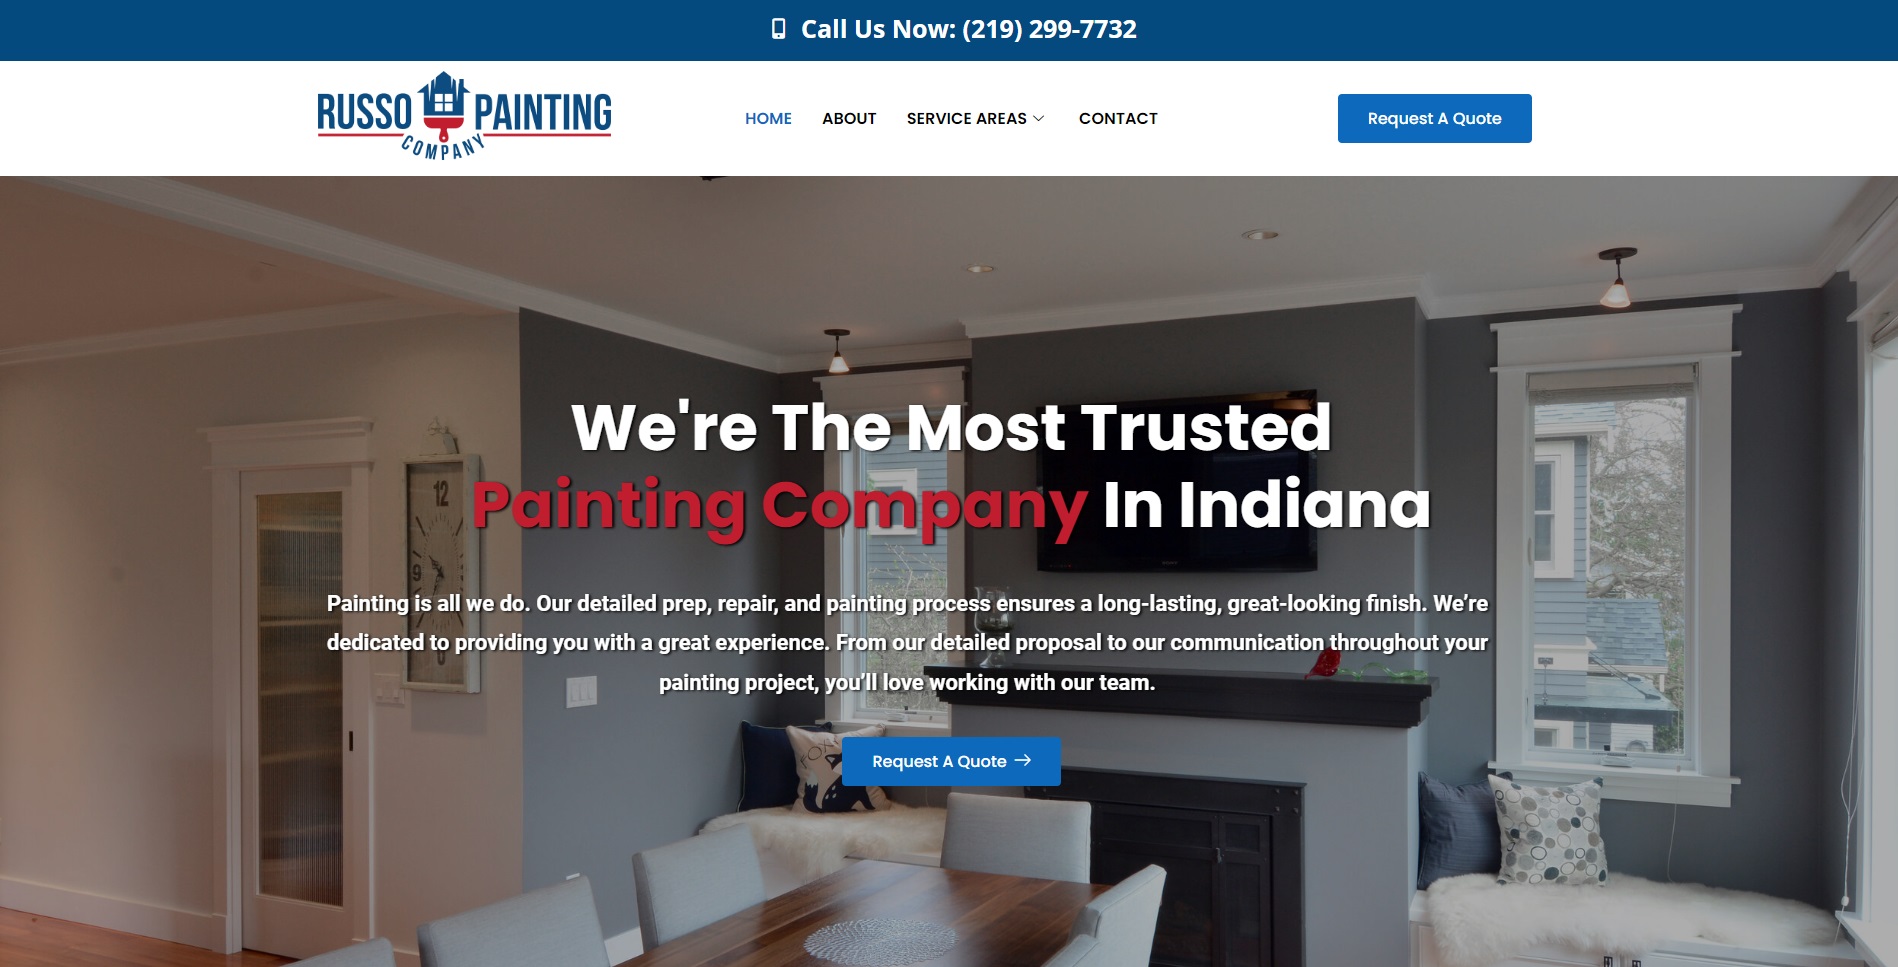 Call Us Now: (219) 299-7732
RUSSO PAINTING
COMPANY
HOME ABOUT SERVICE AREAS CONTACT
Request A Quote
We're The Most Trusted
Painting Company In Indiana
Painting is all we do. Our detailed prep, repair, and painting process ensures a long-lasting, great-looking finish. We’re
dedicated to providing you with a great experience. From our detailed proposal to our communication throughout your
painting project, you’ll love working with our team.
Request A Quote
12
9